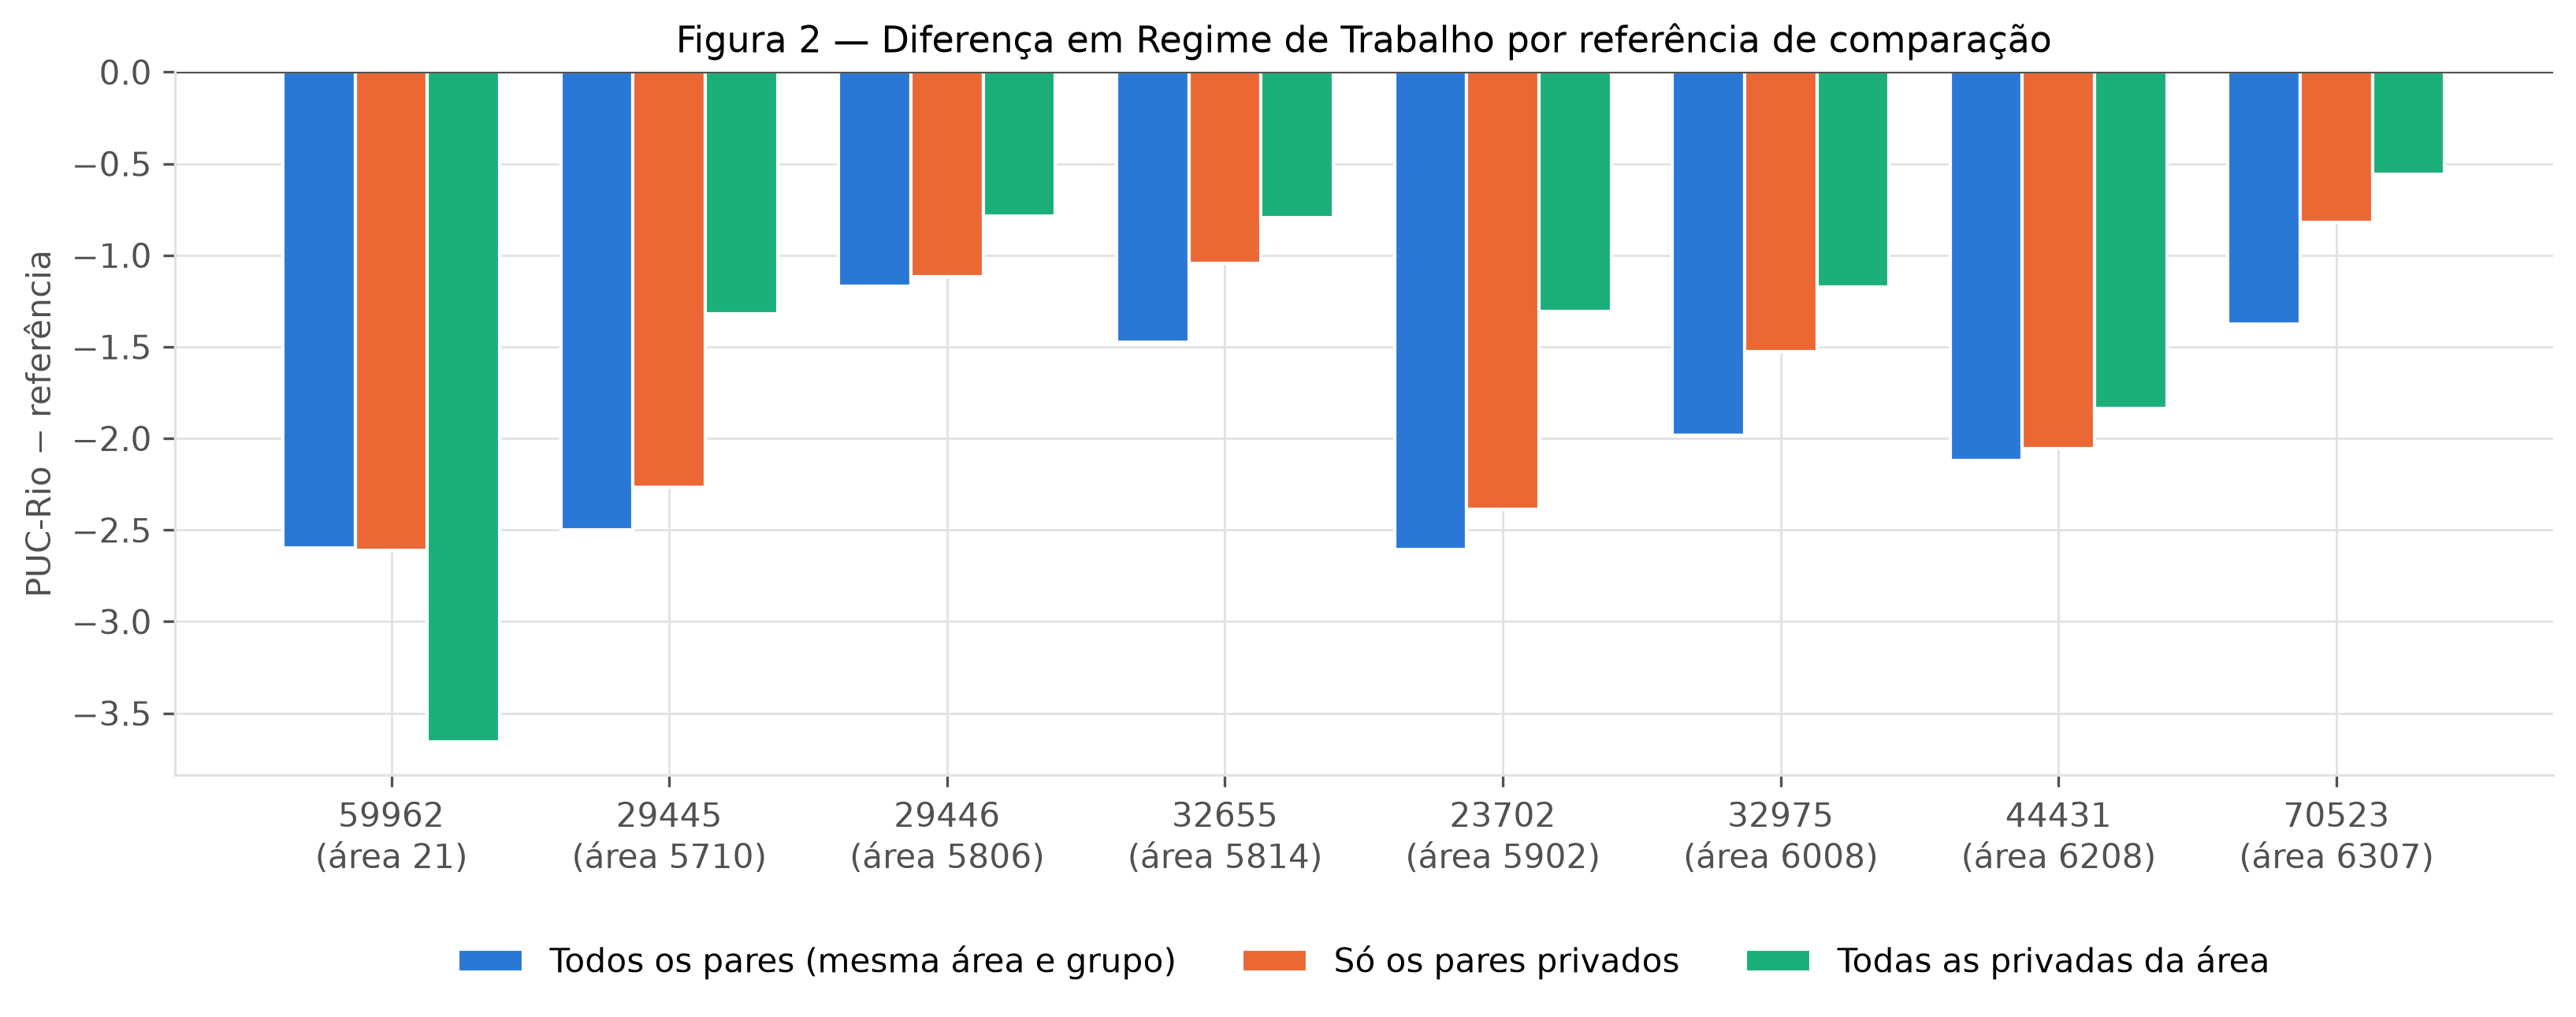 Figura 2 — Diferença em Regime de Trabalho por referência de comparação
PUC-Rio − referência
0.0
−0.5
−1.0
−1.5
−2.0
−2.5
−3.0
−3.5
59962
(área 21)
29445
(área 5710)
29446
(área 5806)
32655
(área 5814)
23702
(área 5902)
32975
(área 6008)
44431
(área 6208)
70523
(área 6307)
Todos os pares (mesma área e grupo)
Só os pares privados
Todas as privadas da área